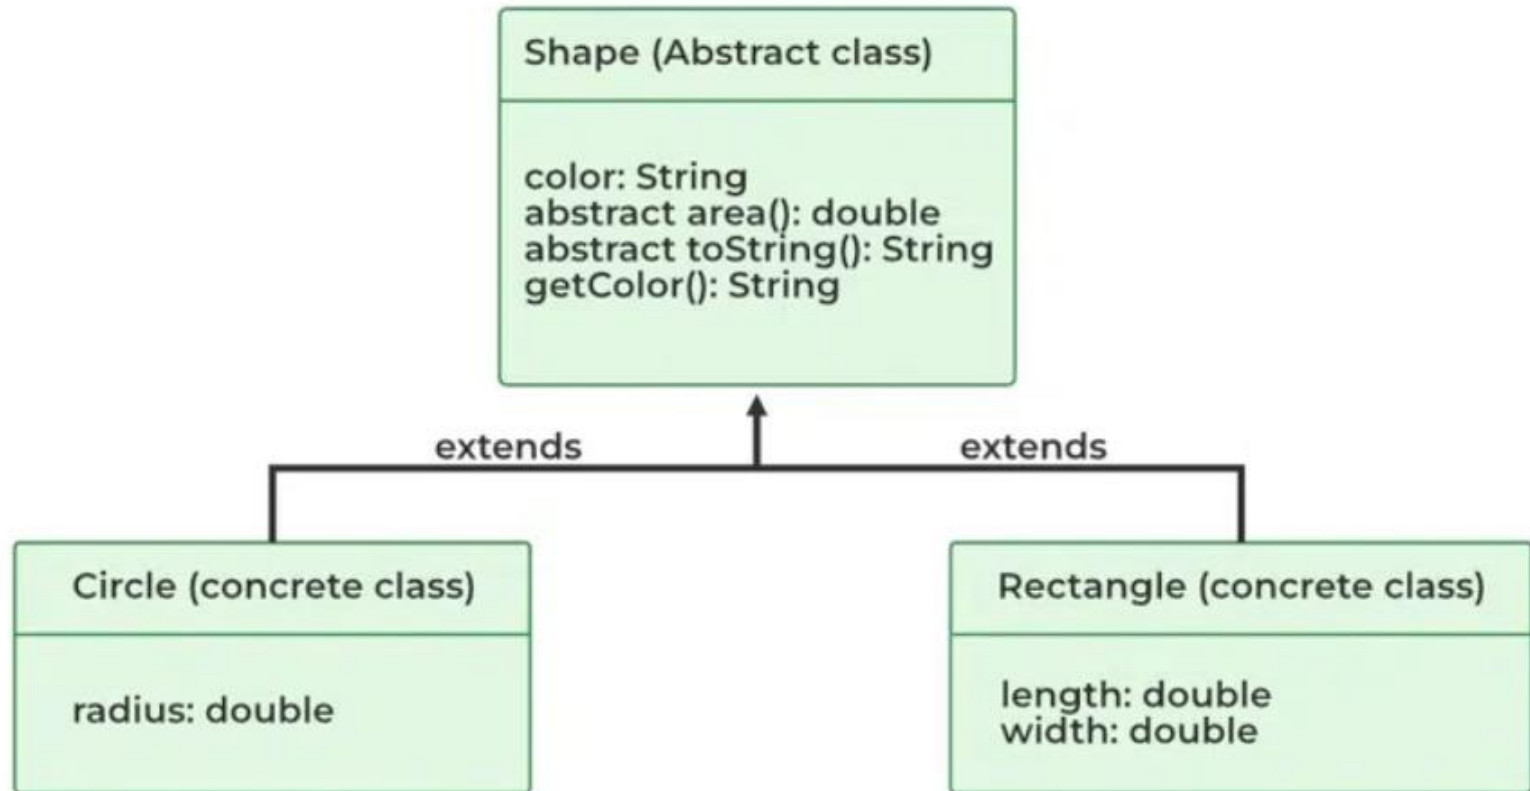 Shape (Abstract class)
color: String
abstract area(): double
abstract toString(): String
getColor(): String
extends
extends
Circle (concrete class)
radius: double
Rectangle (concrete class)
length: double
width: double